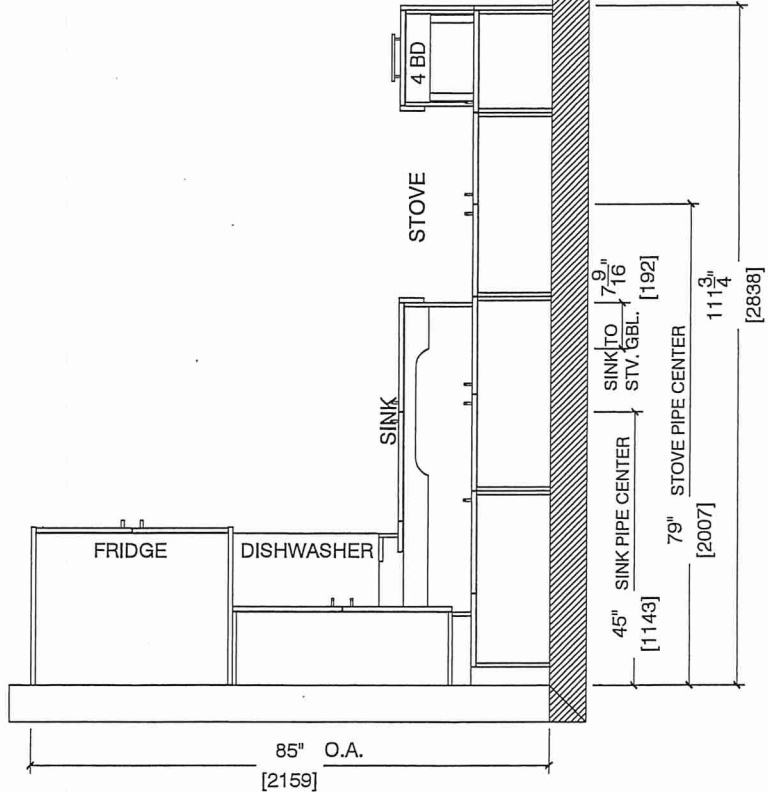 4 BD
STOVE
SINK
FRIDGE
DISHWASHER
7 9/16"
[192]
SINK TO
STV. GBL.
111 3/4"
[2838]
STOVE PIPE CENTER
79"
[2007]
SINK PIPE CENTER
45"
[1143]
85" O.A.
[2159]